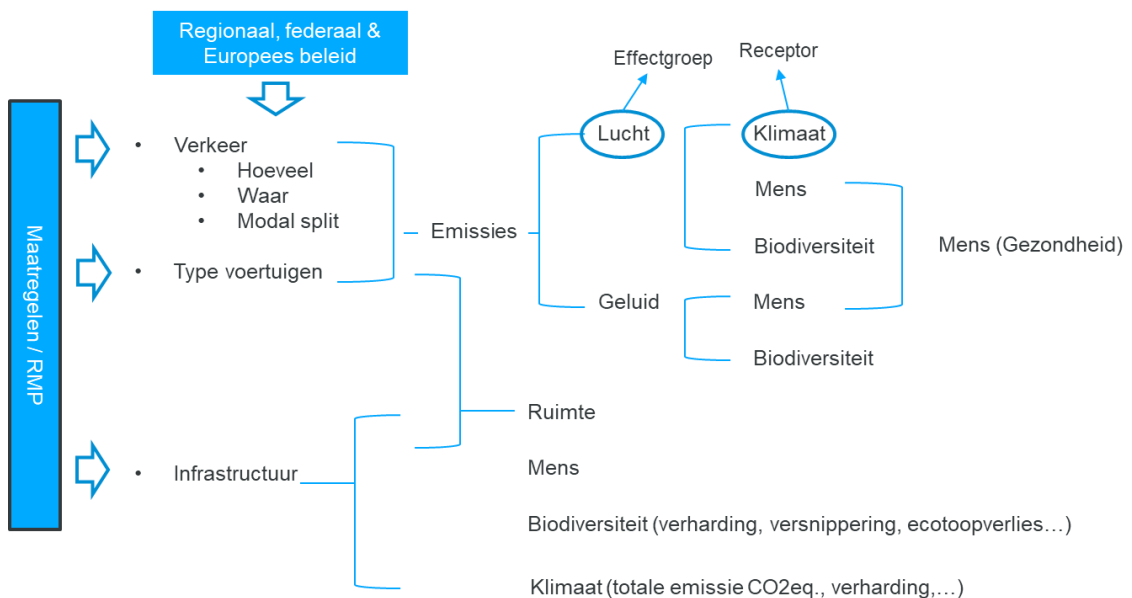 Regionaal, federaal &
Europees beleid
Effectgroep
Receptor
Maatregelen / RMP
• Verkeer
• Hoeveel
• Waar
• Modal split
• Type voertuigen
• Infrastructuur
Emissies
Lucht
Klimaat
Mens
Biodiversiteit
Geluid
Mens
Biodiversiteit
Mens (Gezondheid)
Ruimte
Mens
Biodiversiteit (verharding, versnippering, ecotoopverlies…)
Klimaat (totale emissie CO2eq., verharding,…)